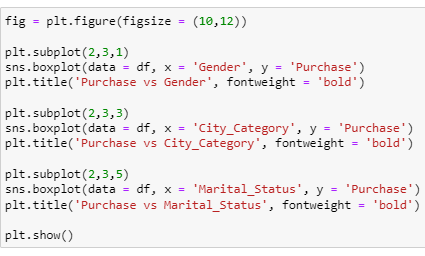 fig = plt.figure(figsize = (10,12))
plt.subplot(2,3,1)
sns.boxplot(data = df, x = 'Gender', y = 'Purchase')
plt.title('Purchase vs Gender', fontweight = 'bold')
plt.subplot(2,3,3)
sns.boxplot(data = df, x = 'City_Category', y = 'Purchase')
plt.title('Purchase vs City_Category', fontweight = 'bold')
plt.subplot(2,3,5)
sns.boxplot(data = df, x = 'Marital_Status', y = 'Purchase')
plt.title('Purchase vs Marital_Status', fontweight = 'bold')
plt.show()